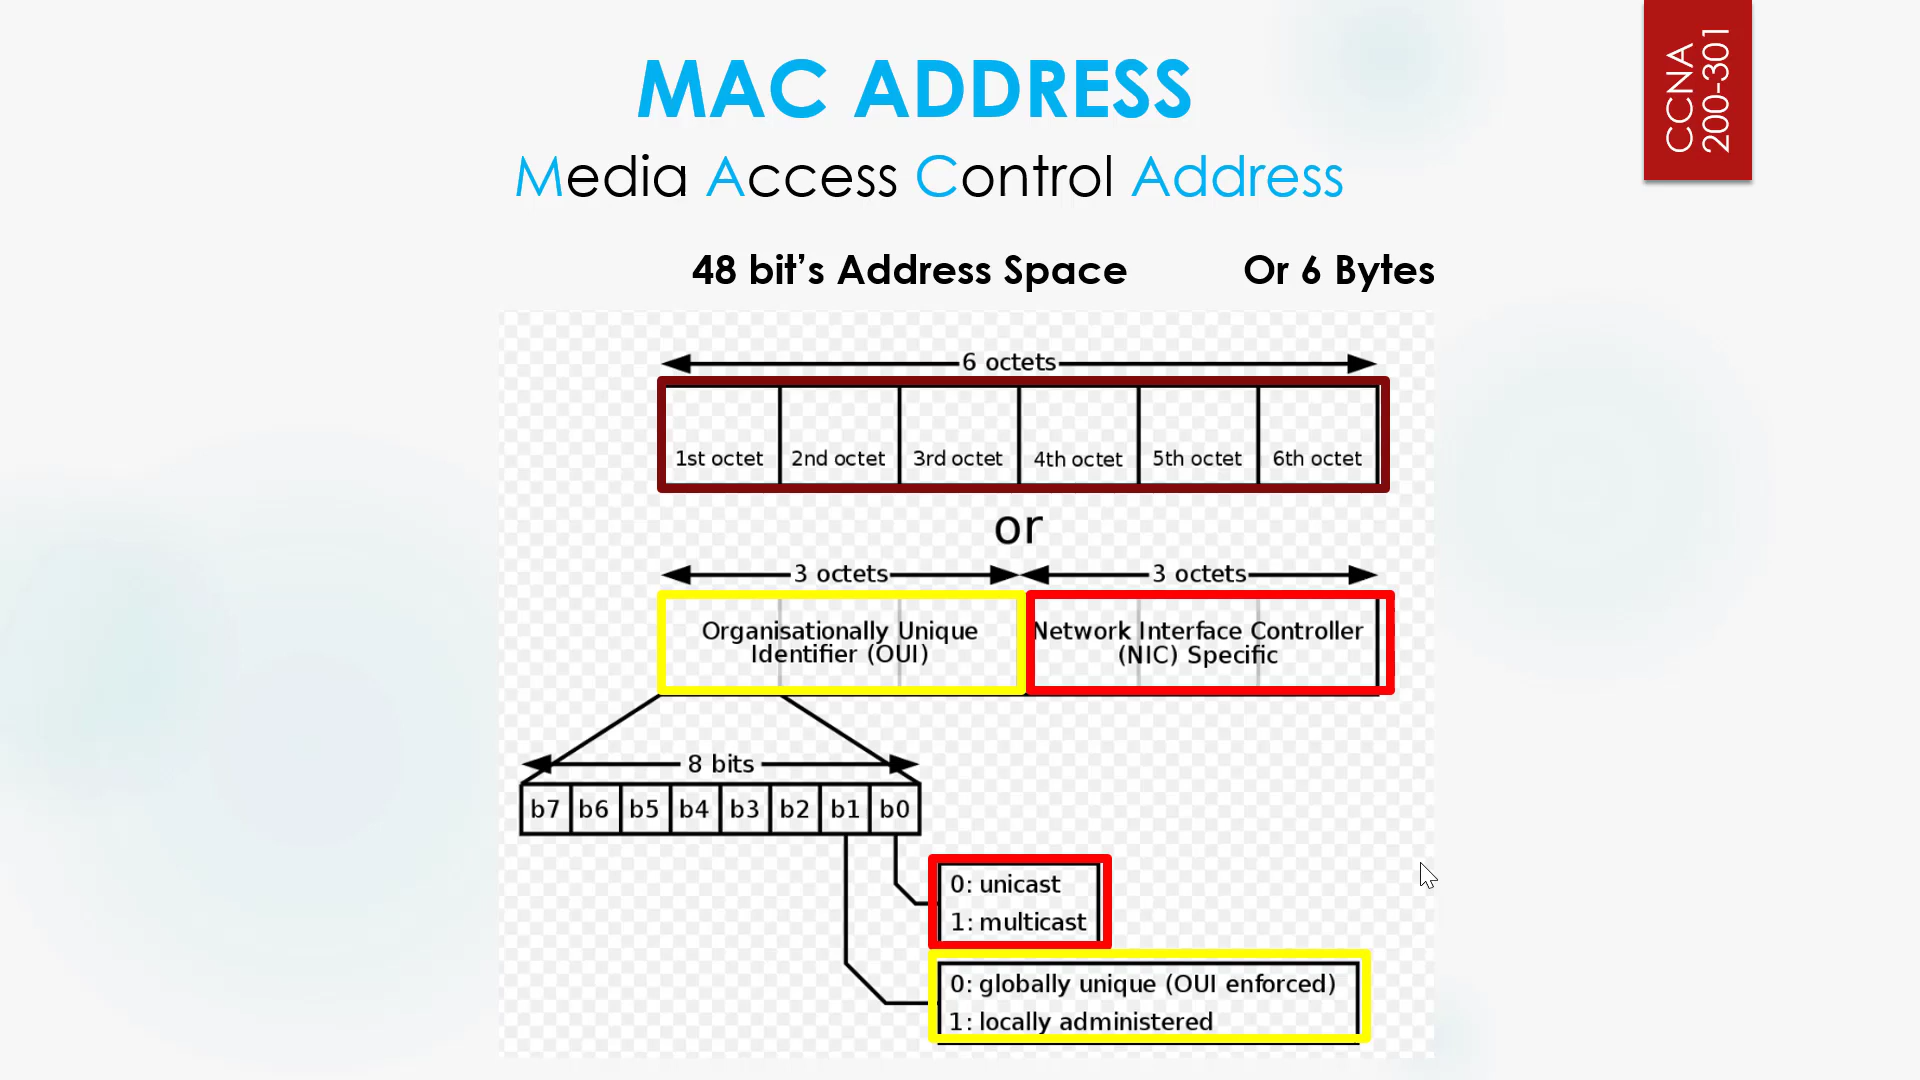 MAC ADDRESS
CCNA
200-301
Media Access Control Address
48 bit’s Address Space Or 6 Bytes
6 octets
1st octet 2nd octet 3rd octet 4th octet 5th octet 6th octet
or
3 octets 3 octets
Organisationally Unique
Identifier (OUI)
Network Interface Controller
(NIC) Specific
8 bits
b7 b6 b5 b4 b3 b2 b1 b0
0: unicast
1: multicast
0: globally unique (OUI enforced)
1: locally administered